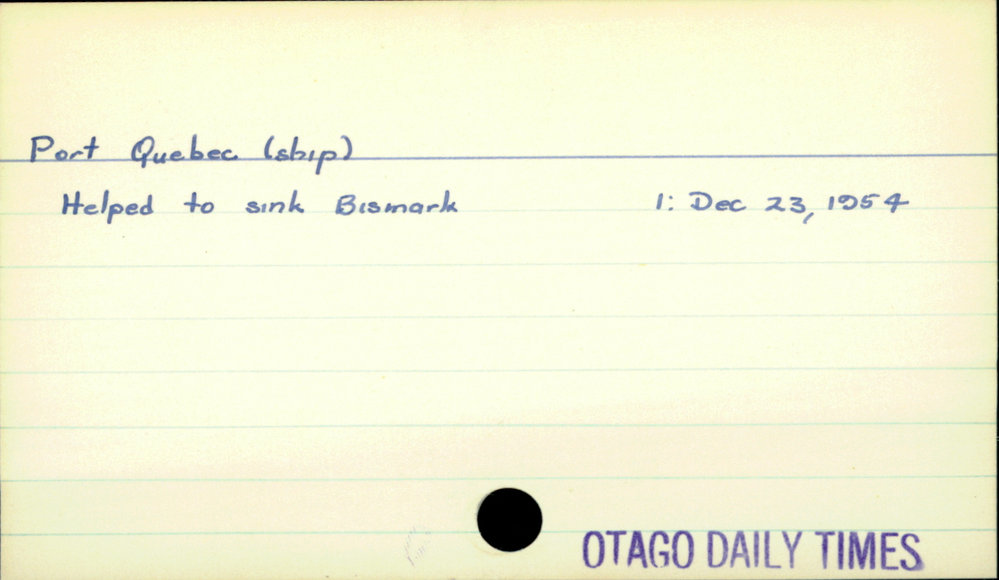 Port Quebec (ship)
Helped to sink Bismark 1: Dec 23, 1954
OTAGO DAILY TIMES